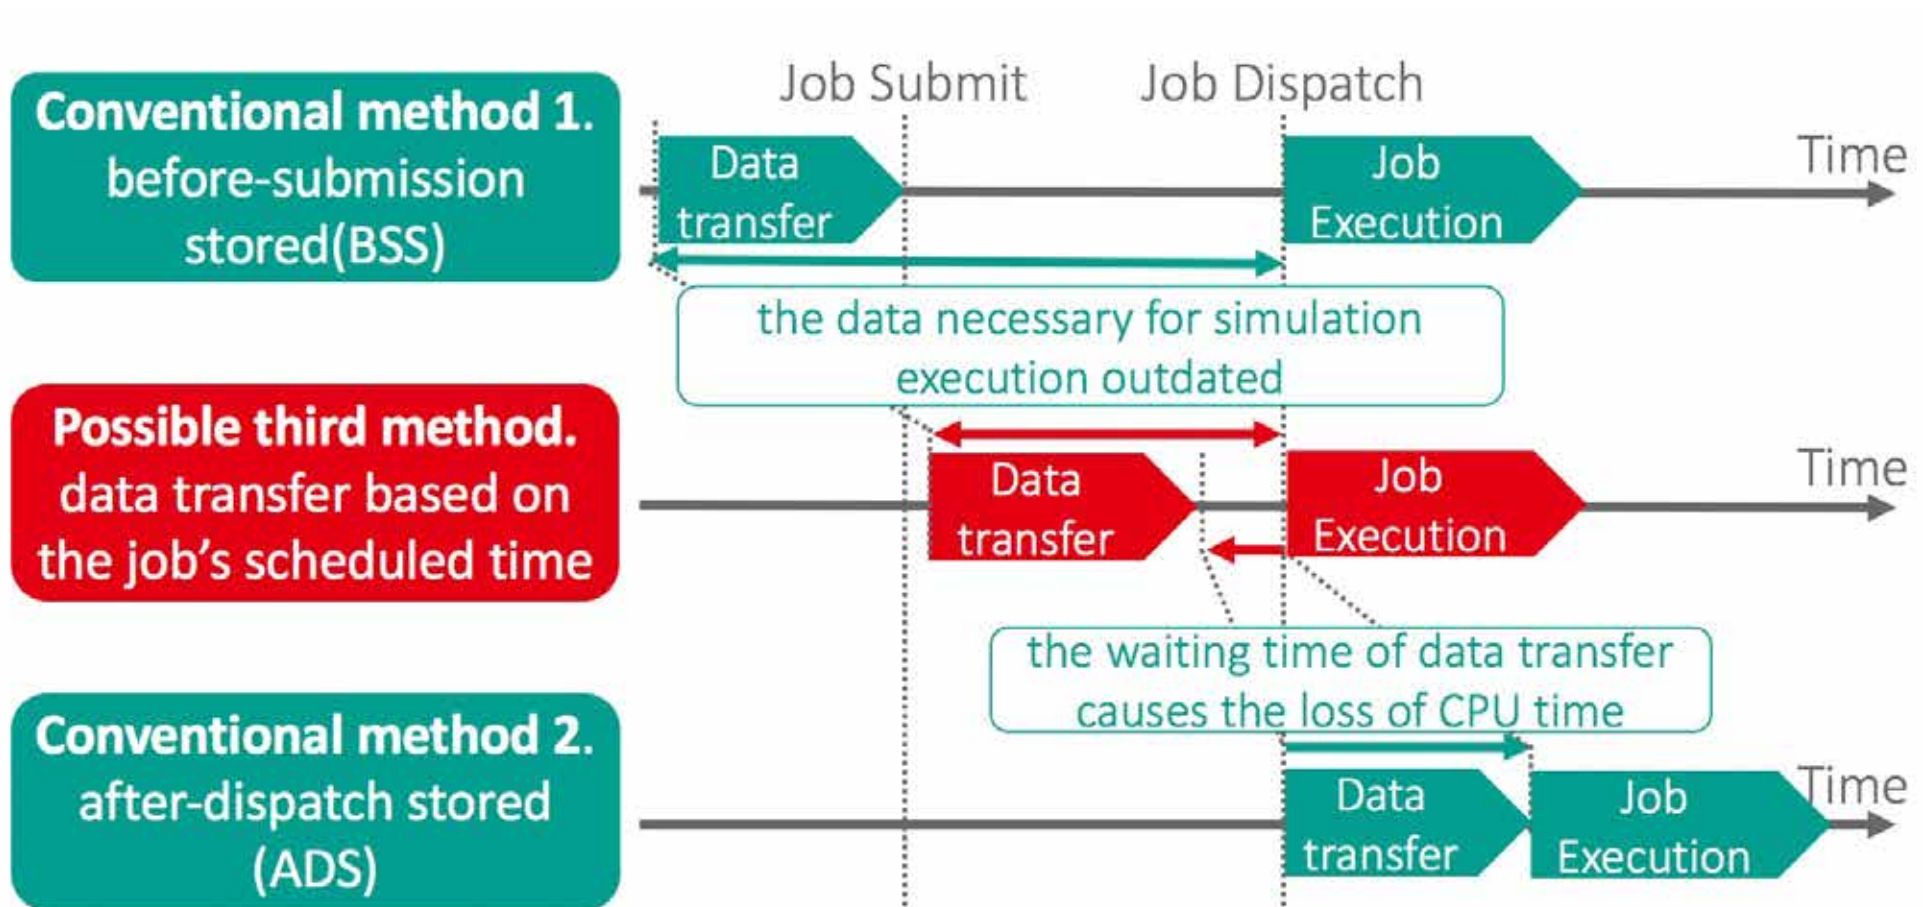 Job Submit
Job Dispatch
Conventional method 1.
before-submission
stored(BSS)
Data
transfer
Job
Execution
Time
the data necessary for simulation
execution outdated
Possible third method.
data transfer based on
the job's scheduled time
Data
transfer
Job
Execution
Time
the waiting time of data transfer
causes the loss of CPU time
Conventional method 2.
after-dispatch stored
(ADS)
Data
transfer
Job
Execution
Time